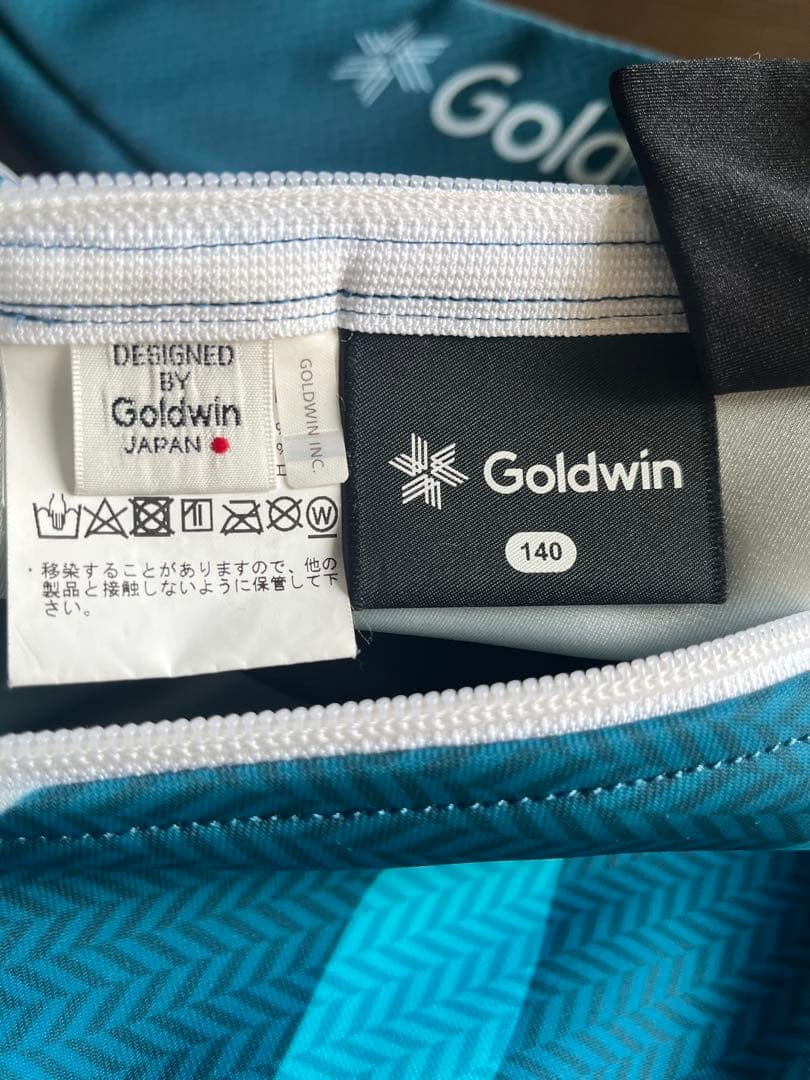 Gold
DESIGNED
BY
Goldwin
JAPAN
GOLDWIN INC.
W
・移染することがありますので、他の
製品と接触しないように保管して下
さい。
Goldwin
140